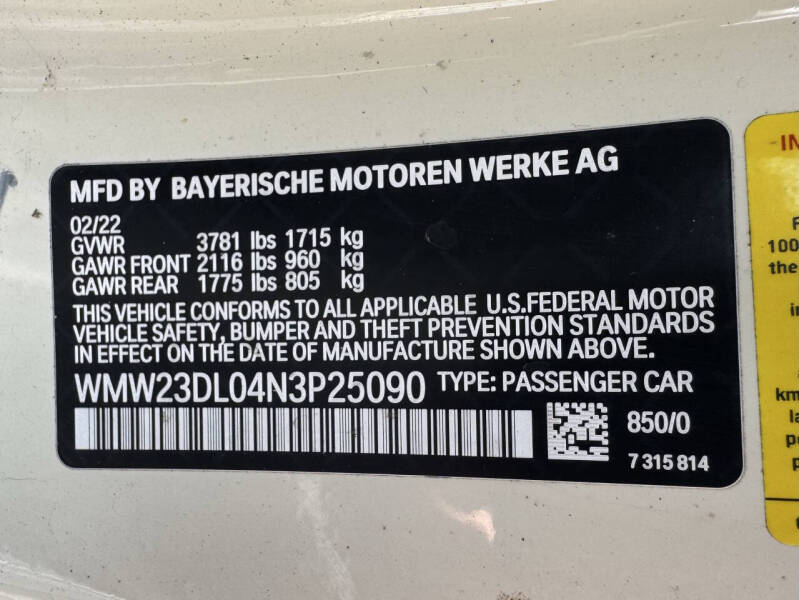 MFD BY BAYERISCHE MOTOREN WERKE AG
02/22
GVWR 3781 lbs 1715 kg
GAWR FRONT 2116 lbs 960 kg
GAWR REAR 1775 lbs 805 kg
THIS VEHICLE CONFORMS TO ALL APPLICABLE U.S.FEDERAL MOTOR
VEHICLE SAFETY, BUMPER AND THEFT PREVENTION STANDARDS
IN EFFECT ON THE DATE OF MANUFACTURE SHOWN ABOVE.
WMW23DL04N3P25090 TYPE: PASSENGER CAR
850/0
7 315 814
100
the